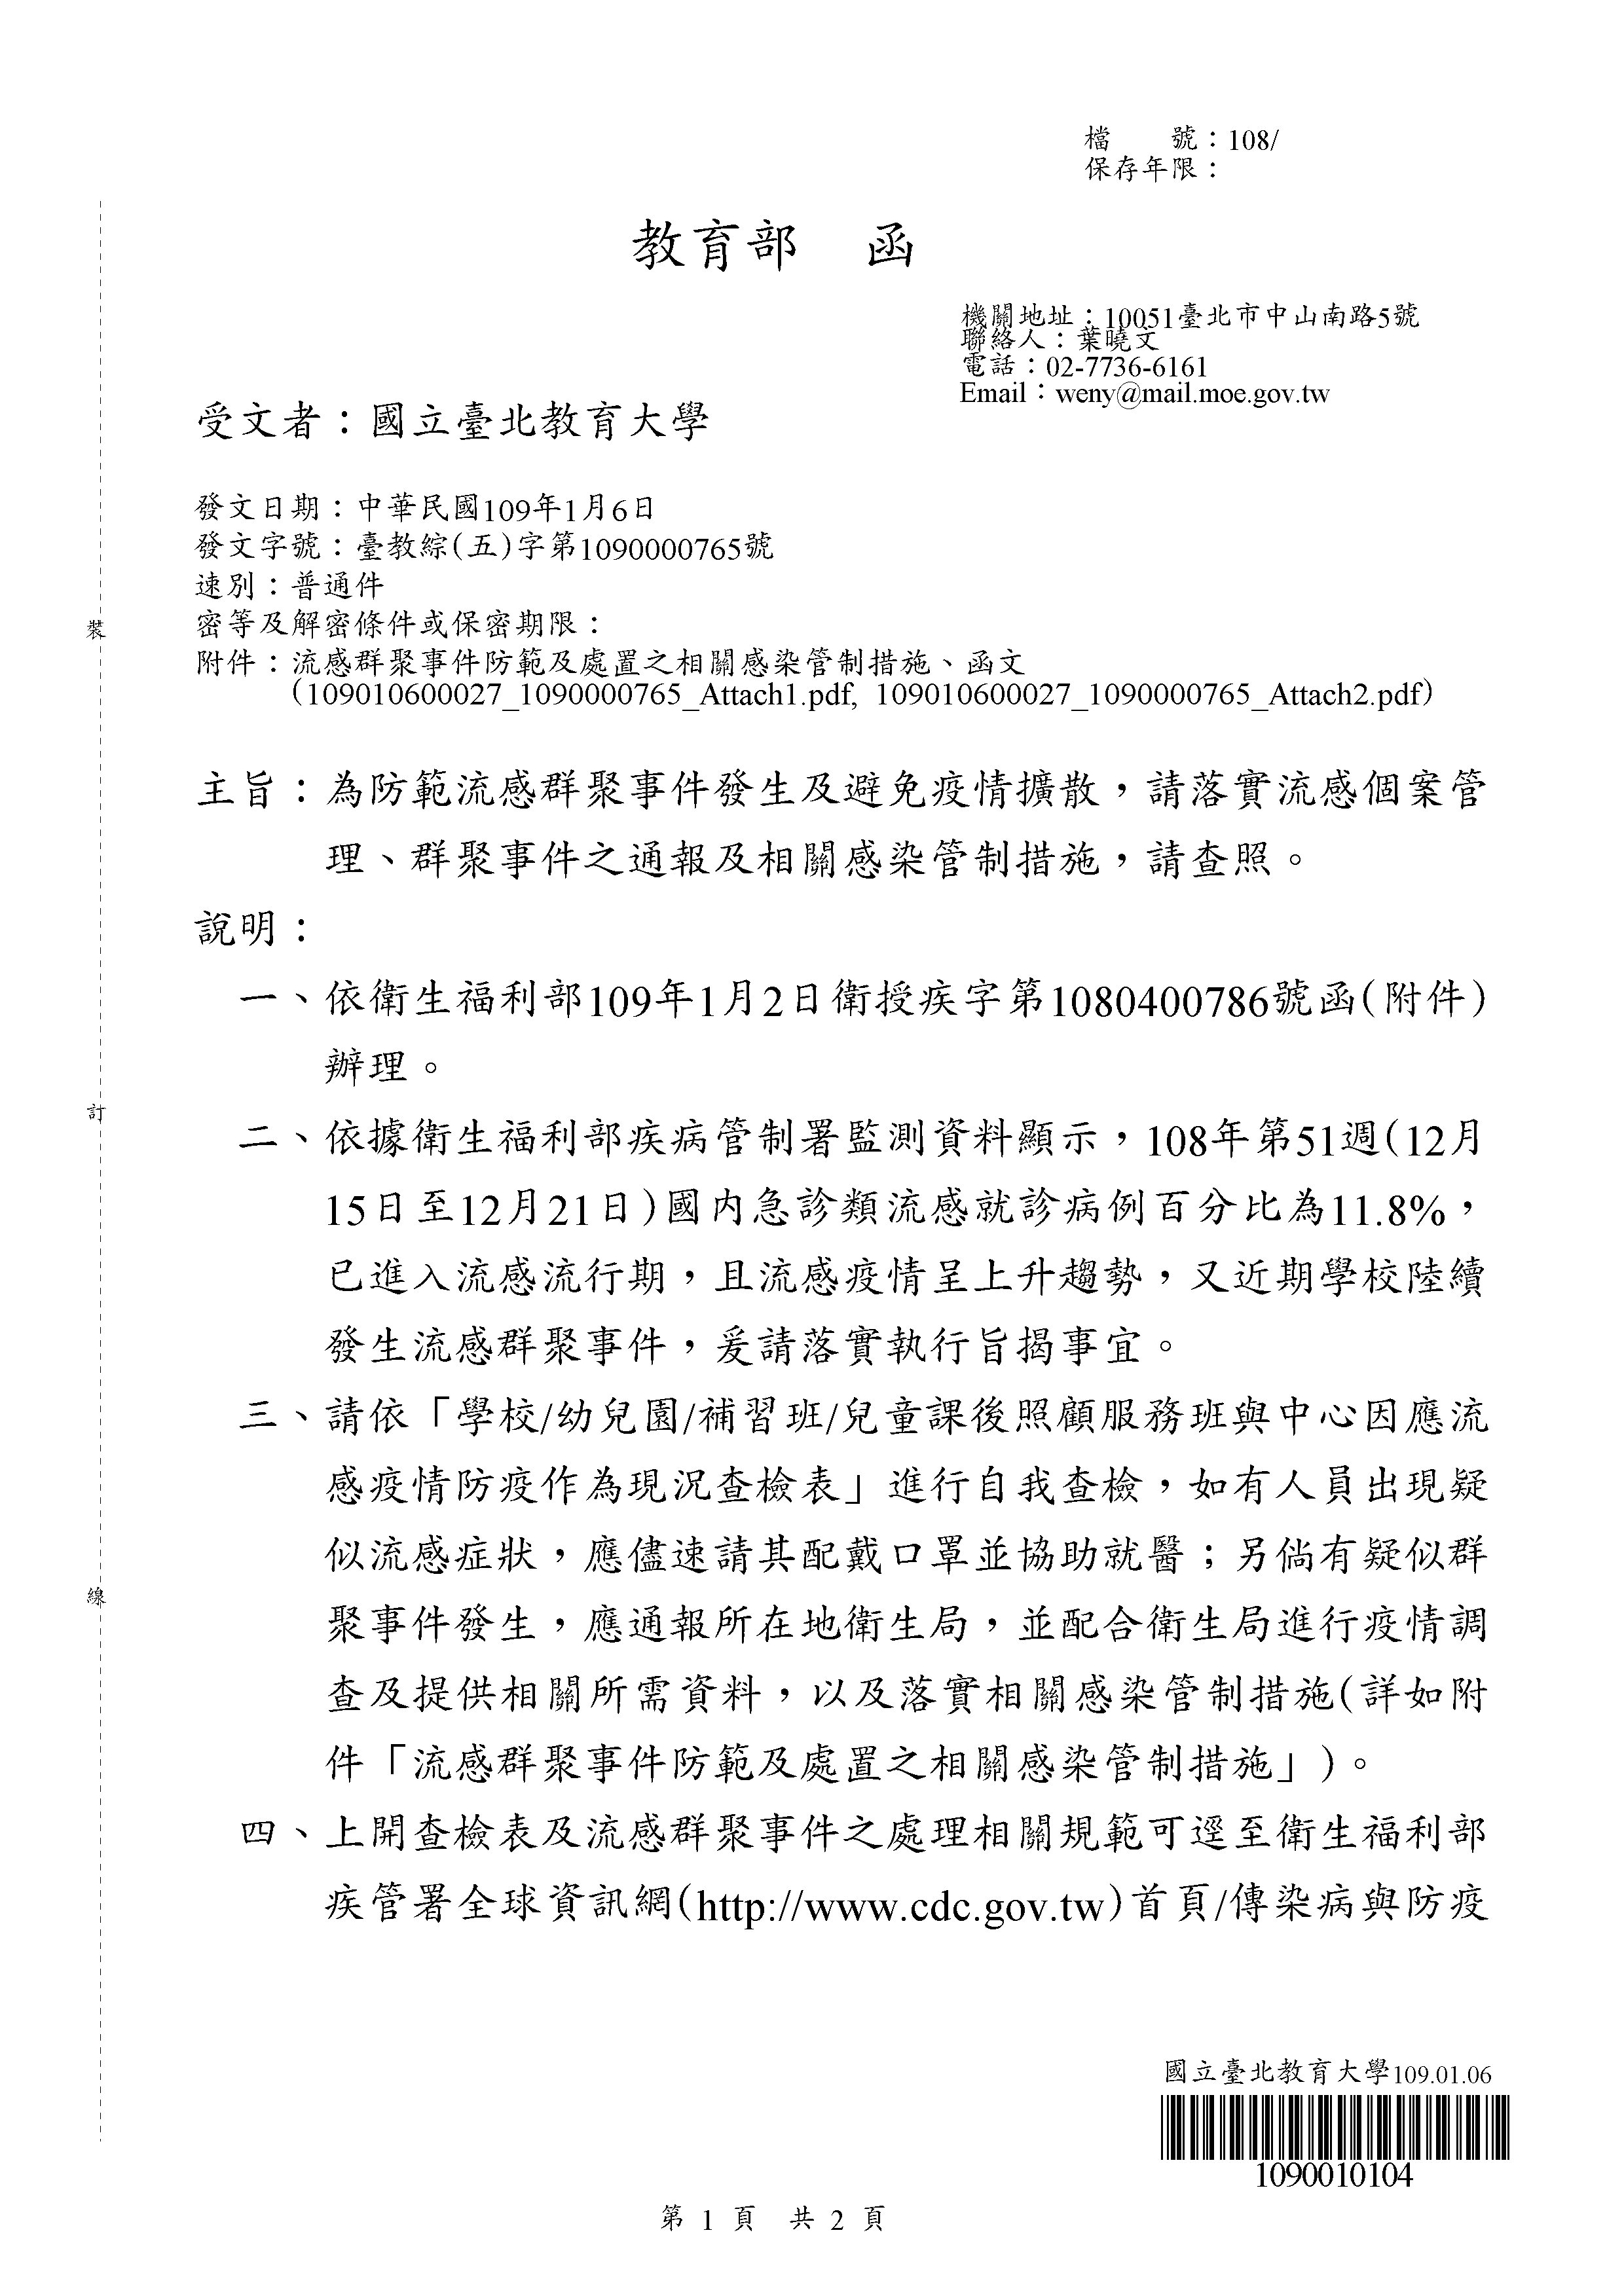 檔　　號：108/
保存年限：
教育部　函
機關地址：10051臺北市中山南路5號
聯絡人：葉曉文
電話：02-7736-6161
Email：weny@mail.moe.gov.tw
受文者：國立臺北教育大學
發文日期：中華民國109年1月6日
發文字號：臺教綜(五)字第1090000765號
速別：普通件
密等及解密條件或保密期限：
附件：流感群聚事件防範及處置之相關感染管制措施、函文
(109010600027_1090000765_Attach1.pdf, 109010600027_1090000765_Attach2.pdf)
主旨：為防範流感群聚事件發生及避免疫情擴散，請落實流感個案管
理、群聚事件之通報及相關感染管制措施，請查照。
說明：
一、依衛生福利部109年1月2日衛授疾字第1080400786號函(附件)
辦理。
二、依據衛生福利部疾病管制署監測資料顯示，108年第51週(12月
15日至12月21日)國內急診類流感就診病例百分比為11.8%，
已進入流感流行期，且流感疫情呈上升趨勢，又近期學校陸續
發生流感群聚事件，爰請落實執行旨揭事宜。
三、請依「學校/幼兒園/補習班/兒童課後照顧服務班與中心因應流
感疫情防疫作為現況查檢表」進行自我查檢，如有人員出現疑
似流感症狀，應儘速請其配戴口罩並協助就醫；另倘有疑似群
聚事件發生，應通報所在地衛生局，並配合衛生局進行疫情調
查及提供相關所需資料，以及落實相關感染管制措施(詳如附
件「流感群聚事件防範及處置之相關感染管制措施」)。
四、上開查檢表及流感群聚事件之處理相關規範可逕至衛生福利部
疾管署全球資訊網(http://www.cdc.gov.tw)首頁/傳染病與防疫
裝
訂
線
國立臺北教育大學109.01.06
1090010104
第 1 頁　共 2 頁